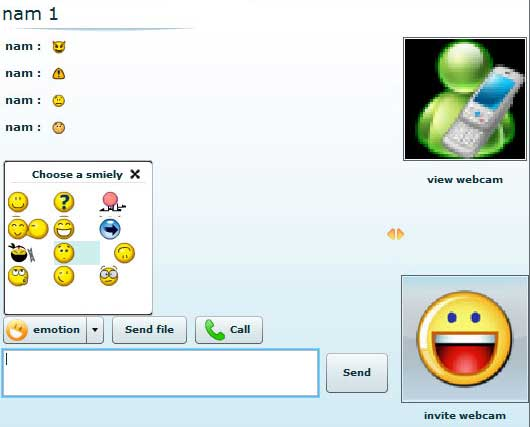 nam 1
nam :
nam :
nam :
nam :
view webcam
Choose a smiely
emotion
Send file
Call
Send
invite webcam